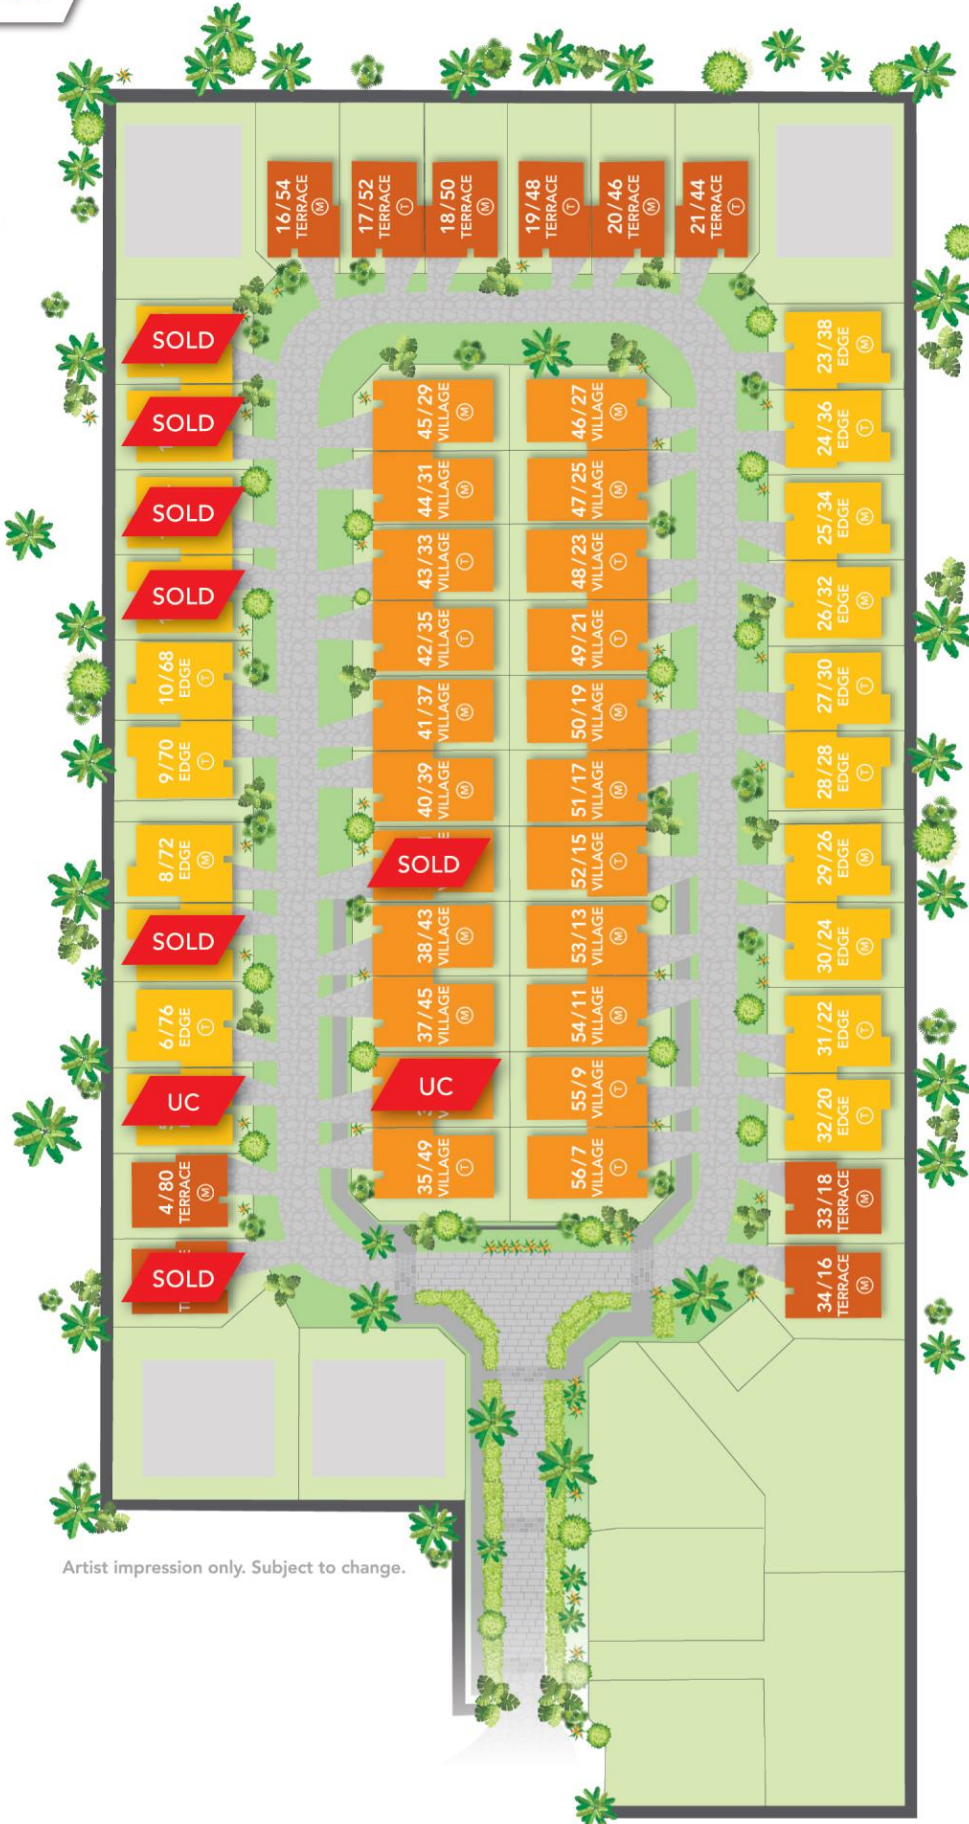 16/54
TERRACE
M
17/52
TERRACE
T
18/50
TERRACE
M
19/48
TERRACE
T
20/46
TERRACE
M
21/44
TERRACE
T
SOLD
SOLD
SOLD
SOLD
10/68
EDGE
T
9/70
EDGE
T
8/72
EDGE
M
SOLD
6/76
EDGE
T
UC
4/80
TERRACE
M
SOLD
45/29
VILLAGE
M
44/31
VILLAGE
M
43/33
VILLAGE
T
42/35
VILLAGE
T
41/37
VILLAGE
M
40/39
VILLAGE
M
SOLD
38/43
VILLAGE
M
37/45
VILLAGE
M
UC
35/49
VILLAGE
T
46/27
VILLAGE
M
47/25
VILLAGE
M
48/23
VILLAGE
T
49/21
VILLAGE
T
50/19
VILLAGE
M
51/17
VILLAGE
M
52/15
VILLAGE
T
53/13
VILLAGE
M
54/11
VILLAGE
M
55/9
VILLAGE
T
56/7
VILLAGE
T
23/38
EDGE
M
24/36
EDGE
T
25/34
EDGE
M
26/32
EDGE
M
27/30
EDGE
T
28/28
EDGE
T
29/26
EDGE
M
30/24
EDGE
M
31/22
EDGE
T
32/20
EDGE
T
33/18
TERRACE
M
34/16
TERRACE
M
Artist impression only. Subject to change.